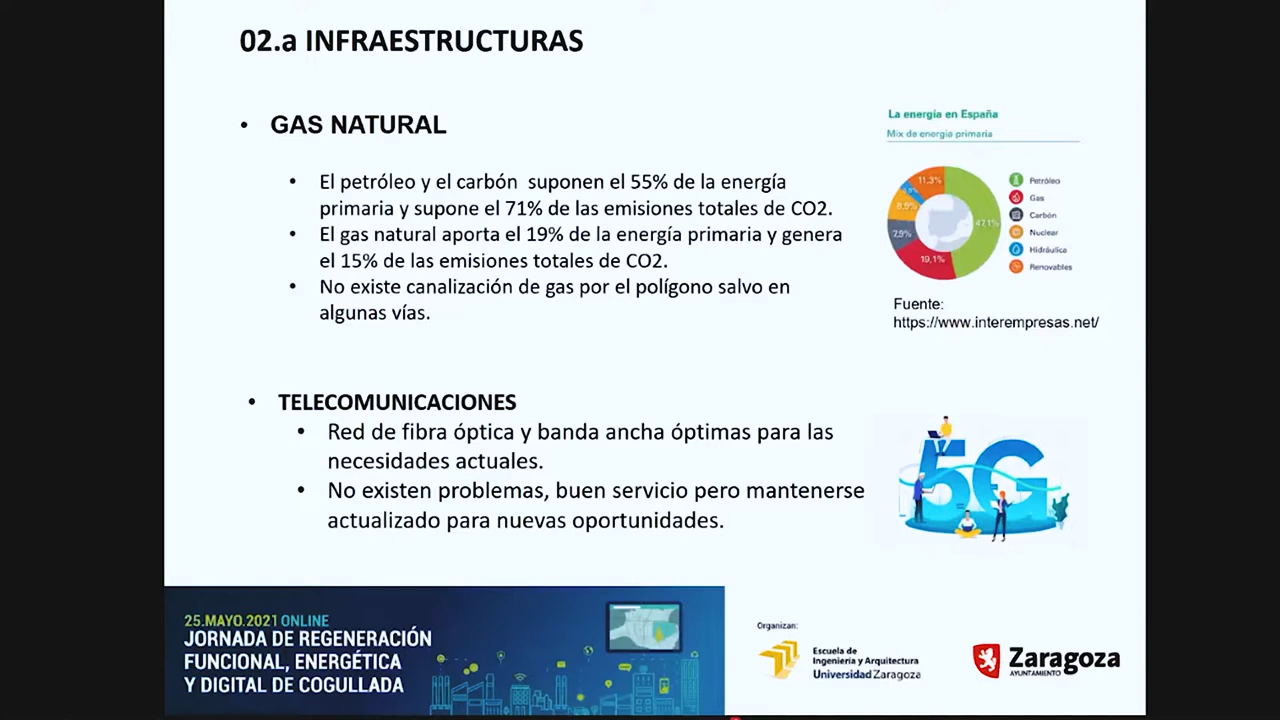 02.a INFRAESTRUCTURAS
• GAS NATURAL
• El petróleo y el carbón suponen el 55% de la energía
primaria y supone el 71% de las emisiones totales de CO2.
• El gas natural aporta el 19% de la energía primaria y genera
el 15% de las emisiones totales de CO2.
• No existe canalización de gas por el polígono salvo en
algunas vías.
La energía en España
Mix de energía primaria
11,3%
8,9%
7,9%
19,1%
47,1%
Petróleo
Gas
Carbón
Nuclear
Hidráulica
Renovables
Fuente:
https://www.interempresas.net/
• TELECOMUNICACIONES
• Red de fibra óptica y banda ancha óptimas para las
necesidades actuales.
• No existen problemas, buen servicio pero mantenerse
actualizado para nuevas oportunidades.
5G
25.MAYO.2021 ONLINE
JORNADA DE REGENERACIÓN
FUNCIONAL, ENERGÉTICA
Y DIGITAL DE COGULLADA
Organizan:
Escuela de
Ingeniería y Arquitectura
Universidad Zaragoza
Zaragoza
AYUNTAMIENTO